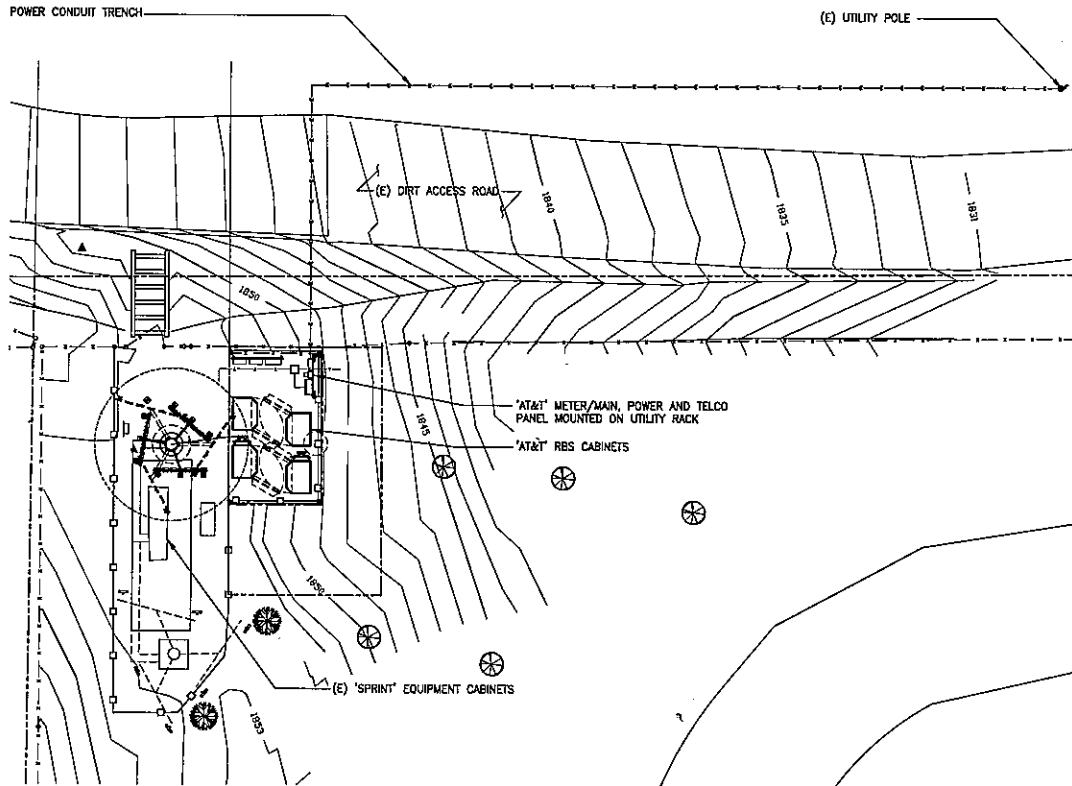 POWER CONDUIT TRENCH
(E) UTILITY POLE
(E) DIRT ACCESS ROAD
1840
1835
1831
1850
'AT&T' METER/MAIN, POWER AND TELCO
PANEL MOUNTED ON UTILITY RACK
1845
'AT&T' RBS CABINETS
1850
(E) 'SPRINT' EQUIPMENT CABINETS
1853